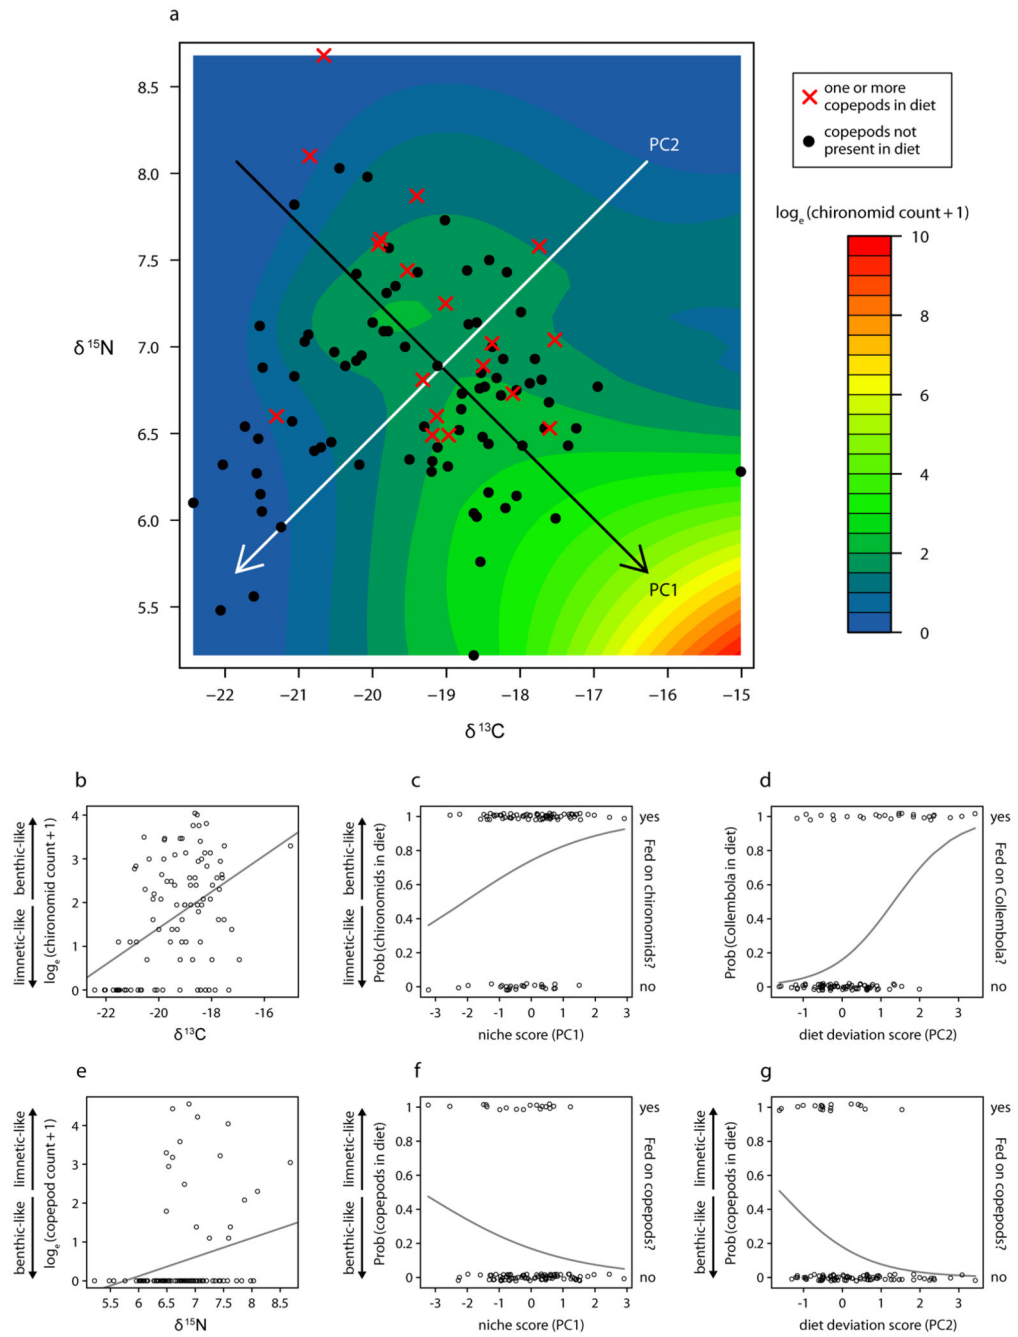 a
8.5
8.0
7.5
7.0
6.5
6.0
5.5
δ ¹⁵N
−22 −21 −20 −19 −18 −17 −16 −15
δ ¹³C
PC2
PC1
one or more
copepods in diet
copepods not
present in diet
logₑ (chironomid count + 1)
10
8
6
4
2
0
b
benthic-like
limnetic-like
logₑ (chironomid count + 1)
4
3
2
1
0
-22 -20 -18 -16
δ ¹³C
c
benthic-like
limnetic-like
Prob (chironomids in diet)
1
0.8
0.6
0.4
0.2
0
-3 -2 -1 0 1 2 3
niche score (PC1)
yes
Fed on chironomids?
no
d
Prob (Collembola in diet)
1
0.8
0.6
0.4
0.2
0
-1 0 1 2 3
diet deviation score (PC2)
yes
Fed on Collembola?
no
e
limnetic-like
benthic-like
logₑ (copepod count + 1)
4
3
2
1
0
5.5 6 6.5 7 7.5 8 8.5
δ ¹⁵N
f
limnetic-like
benthic-like
Prob (copepods in diet)
1
0.8
0.6
0.4
0.2
0
-3 -2 -1 0 1 2 3
niche score (PC1)
yes
Fed on copepods?
no
g
limnetic-like
benthic-like
Prob (copepods in diet)
1
0.8
0.6
0.4
0.2
0
-1 0 1 2 3
diet deviation score (PC2)
yes
Fed on copepods?
no